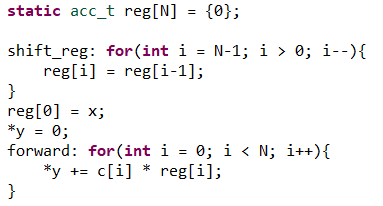 static acc_t reg[N] = {0};
shift_reg: for(int i = N-1; i > 0; i--){
reg[i] = reg[i-1];
}
reg[0] = x;
*y = 0;
forward: for(int i = 0; i < N; i++){
*y += c[i] * reg[i];
}